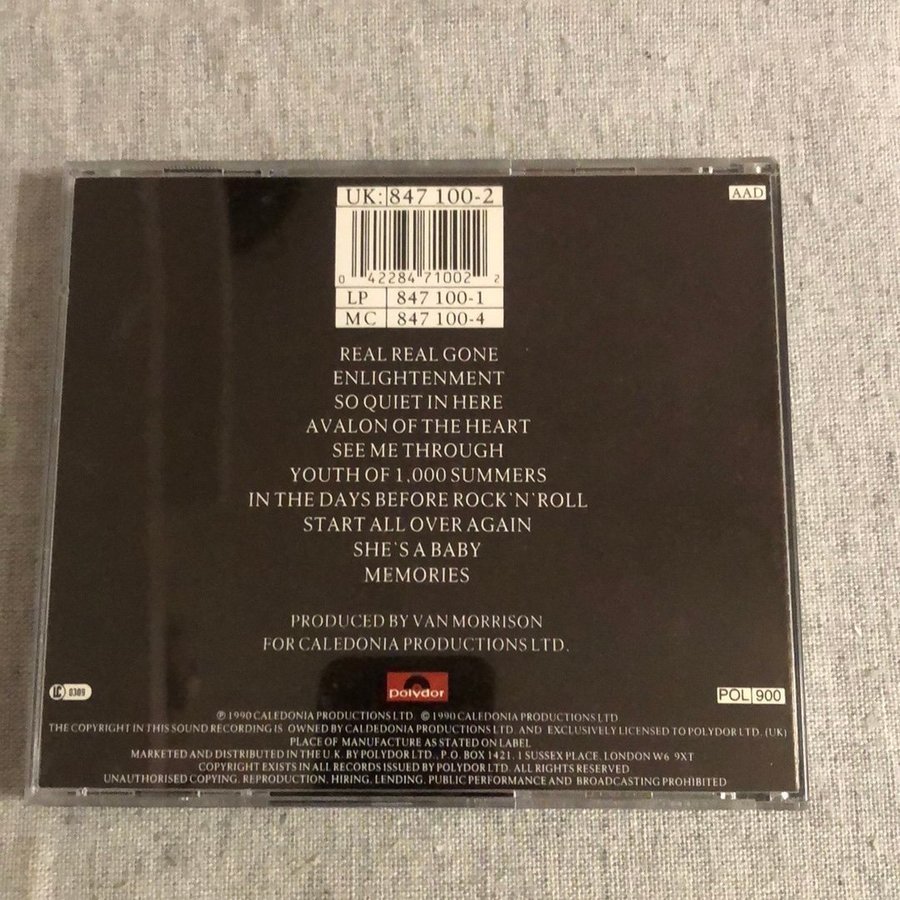 UK: 847 100-2
AAD
0 42284 71002 2
LP 847 100-1
MC 847 100-4
REAL REAL GONE
ENLIGHTENMENT
SO QUIET IN HERE
AVALON OF THE HEART
SEE ME THROUGH
YOUTH OF 1,000 SUMMERS
IN THE DAYS BEFORE ROCK'N'ROLL
START ALL OVER AGAIN
SHE'S A BABY
MEMORIES
PRODUCED BY VAN MORRISON
FOR CALEDONIA PRODUCTIONS LTD.
LC 0309
polydor
POL 900
℗ 1990 CALEDONIA PRODUCTIONS LTD © 1990 CALEDONIA PRODUCTIONS LTD
THE COPYRIGHT IN THIS SOUND RECORDING IS OWNED BY CALDEDONIA PRODUCTIONS LTD. AND EXCLUSIVELY LICENSED TO POLYDOR LTD. (UK)
PLACE OF MANUFACTURE AS STATED ON LABEL
MARKETED AND DISTRIBUTED IN THE U.K. BY POLYDOR LTD., P.O. BOX 1421, 1 SUSSEX PLACE, LONDON W6 9XT
COPYRIGHT EXISTS IN ALL RECORDS ISSUED BY POLYDOR LTD. ALL RIGHTS RESERVED
UNAUTHORISED COPYING, REPRODUCTION, HIRING, LENDING, PUBLIC PERFORMANCE AND BROADCASTING PROHIBITED